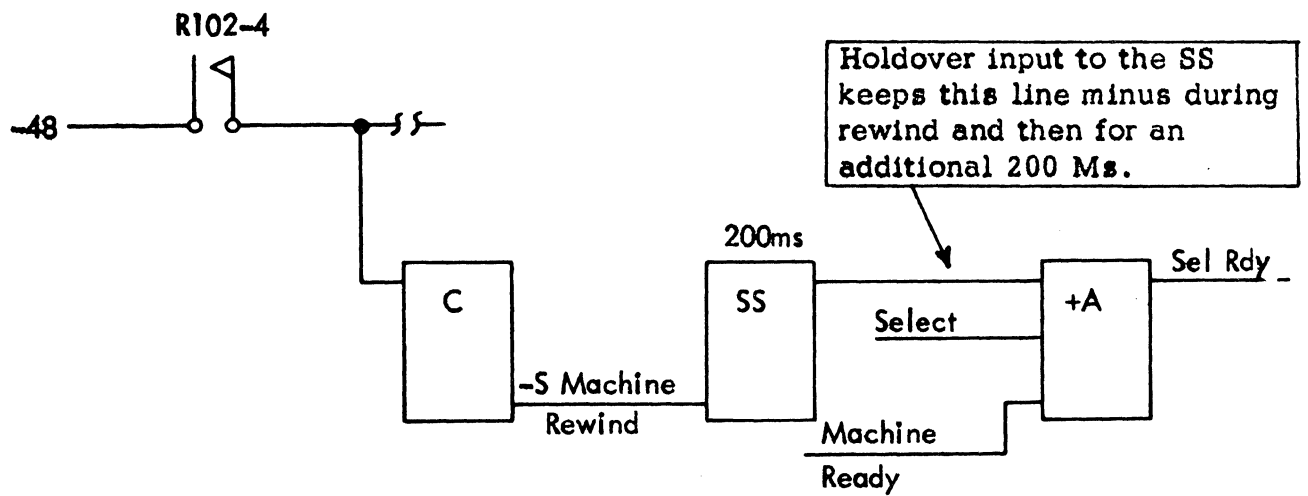 R102-4
-48
Holdover input to the SS
keeps this line minus during
rewind and then for an
additional 200 Ms.
200ms
C
SS
+A
Sel Rdy
Select
-S Machine
Rewind
Machine
Ready